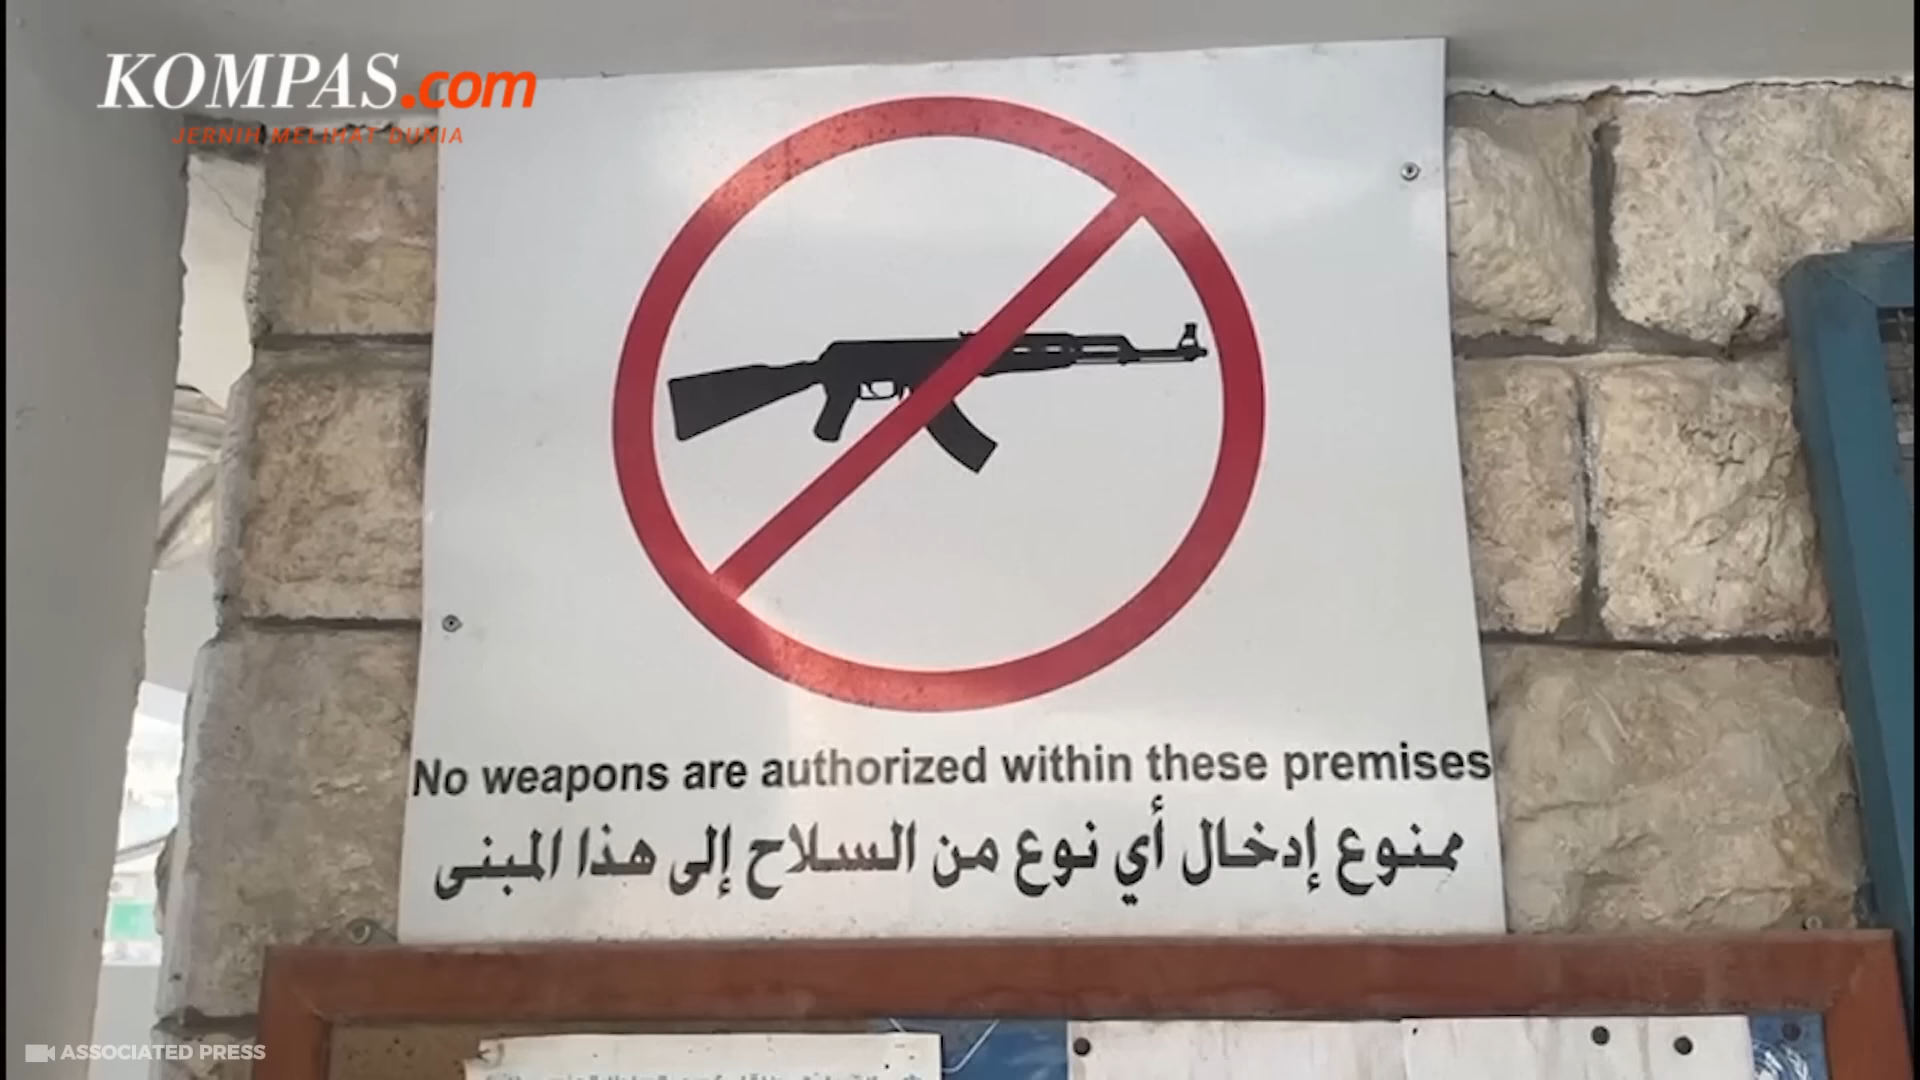 KOMPAS.com
JERNIH MELIHAT DUNIA
No weapons are authorized within these premises
ممنوع إدخال أي نوع من السلاح إلى هذا المبنى
ASSOCIATED PRESS